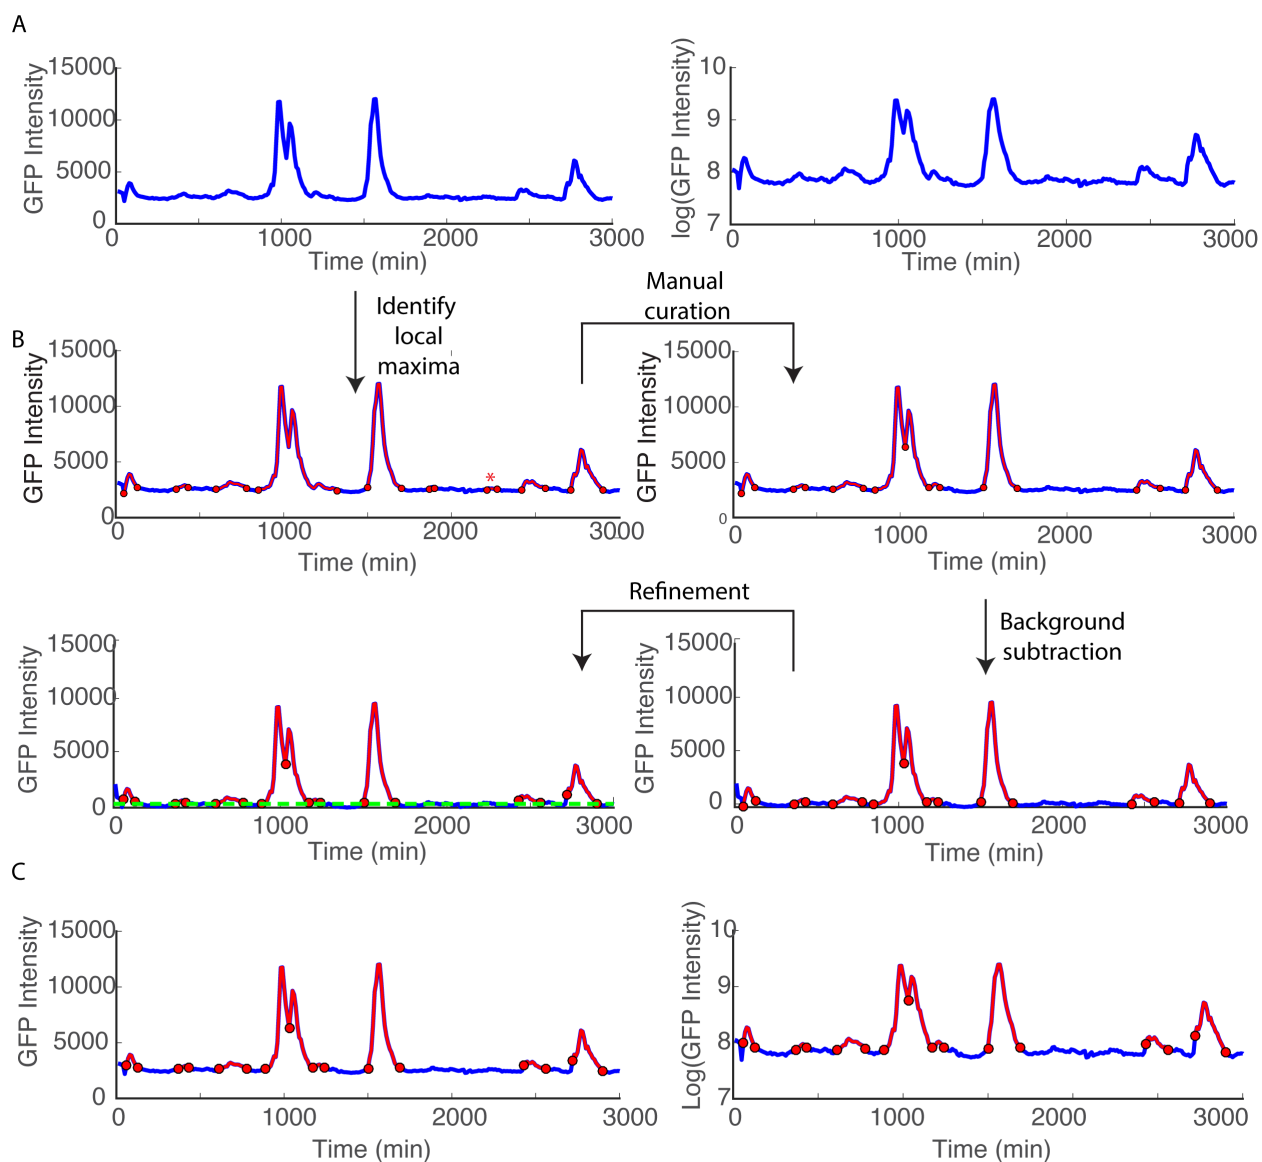 A
15000
10000
5000
0
GFP Intensity
0
1000
2000
3000
Time (min)
10
9
8
7
log(GFP Intensity)
0
1000
2000
3000
Time (min)
Identify
local
maxima
Manual
curation
B
15000
10000
5000
0
GFP Intensity
*
0
1000
2000
3000
Time (min)
15000
10000
5000
0
GFP Intensity
0
1000
2000
3000
Time (min)
Refinement
Background
subtraction
15000
10000
5000
0
GFP Intensity
0
1000
2000
3000
Time (min)
15000
10000
5000
0
GFP Intensity
0
1000
2000
3000
Time (min)
C
15000
10000
5000
0
GFP Intensity
0
1000
2000
3000
Time (min)
10
9
8
7
Log(GFP Intensity)
0
1000
2000
3000
Time (min)